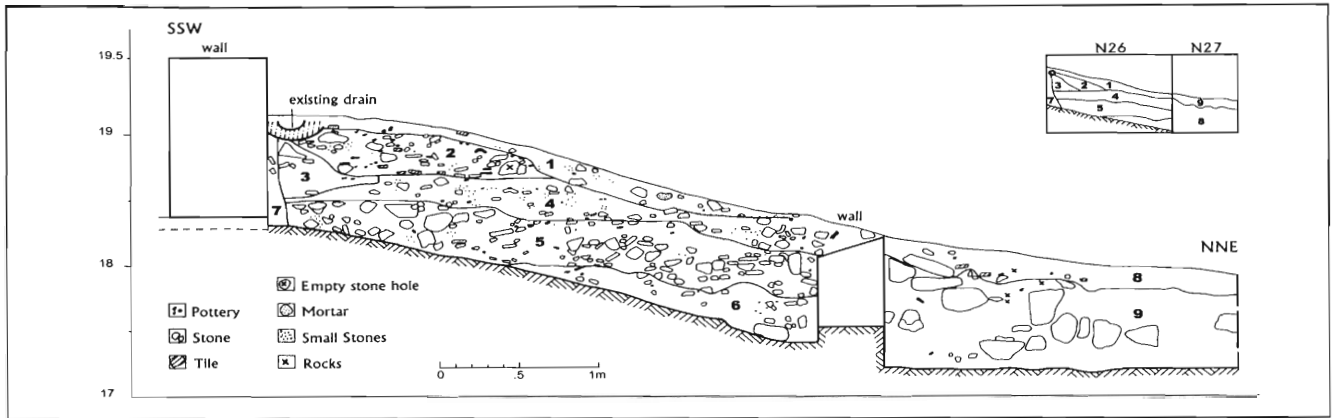 SSW
wall
19.5
existing drain
19
18
17
1
2
3
4
5
6
7
wall
NNE
8
9
Empty stone hole
Pottery
Mortar
Stone
Small Stones
Tile
Rocks
0 .5 1m
N26 N27
1
2
3
4
5
7
9
8